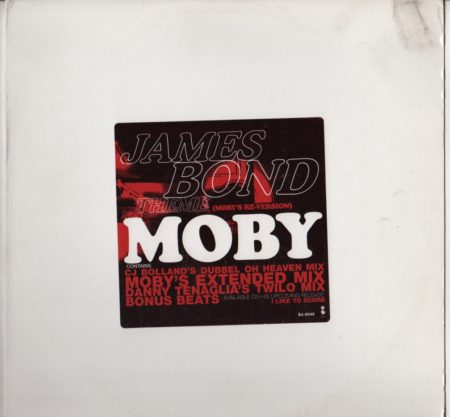 JAMES
BOND
THEME (MOBY'S RE-VERSION)
MOBY
CONTAINS
CJ BOLLAND'S DUBBEL OH HEAVEN MIX
MOBY'S EXTENDED MIX
DANNY TENAGLIA'S TWILO MIX
BONUS BEATS AVAILABLE ON HIS UPCOMING RELEASE
I LIKE TO SCORE